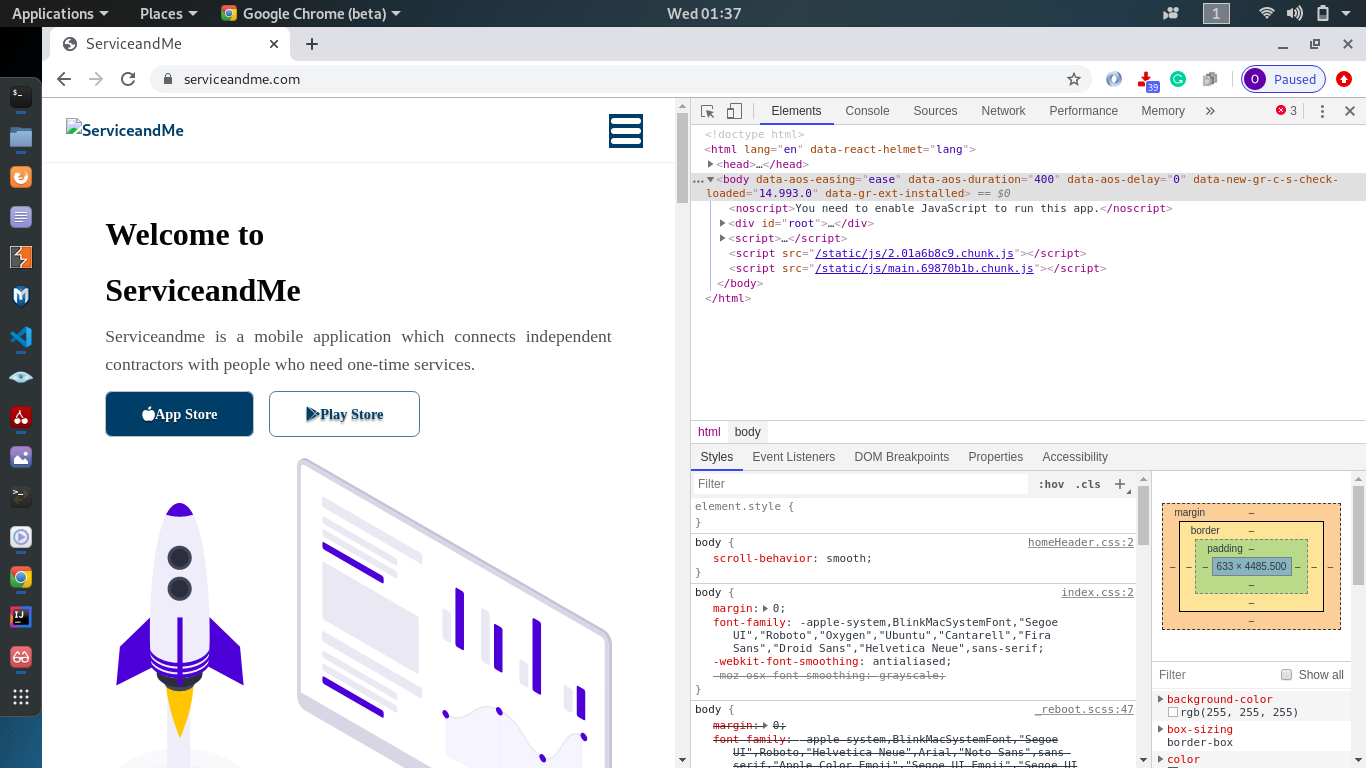 Applications Places Google Chrome (beta) Wed 01:37 1
ServiceandMe
serviceandme.com 39 O Paused
ServiceandMe
Welcome to
ServiceandMe
Serviceandme is a mobile application which connects independent
contractors with people who need one-time services.
App Store Play Store
Elements Console Sources Network Performance Memory » 3
<!doctype html>
<html lang="en" data-react-helmet="lang">
<head>…</head>
<body data-aos-easing="ease" data-aos-duration="400" data-aos-delay="0" data-new-gr-c-s-check-
loaded="14.993.0" data-gr-ext-installed> == $0
<noscript>You need to enable JavaScript to run this app.</noscript>
<div id="root">…</div>
<script>…</script>
<script src="/static/js/2.01a6b8c9.chunk.js"></script>
<script src="/static/js/main.69870b1b.chunk.js"></script>
</body>
</html>
html body
Styles Event Listeners DOM Breakpoints Properties Accessibility
Filter :hov .cls +
element.style {
}
body { homeHeader.css:2
scroll-behavior: smooth;
}
body { index.css:2
margin: 0;
font-family: -apple-system,BlinkMacSystemFont,"Segoe
UI","Roboto","Oxygen","Ubuntu","Cantarell","Fira
Sans","Droid Sans","Helvetica Neue",sans-serif;
-webkit-font-smoothing: antialiased;
-moz-osx-font-smoothing: grayscale;
}
body { _reboot.scss:47
margin: 0;
font-family: -apple-system,BlinkMacSystemFont,"Segoe
UI",Roboto,"Helvetica Neue",Arial,"Noto Sans",sans-
serif,"Apple Color Emoji","Segoe UI Emoji","Segoe UI
margin –
border –
padding –
– – – 633 × 4485.500 – – –
–
–
–
Filter Show all
background-color
rgb(255, 255, 255)
box-sizing
border-box
color